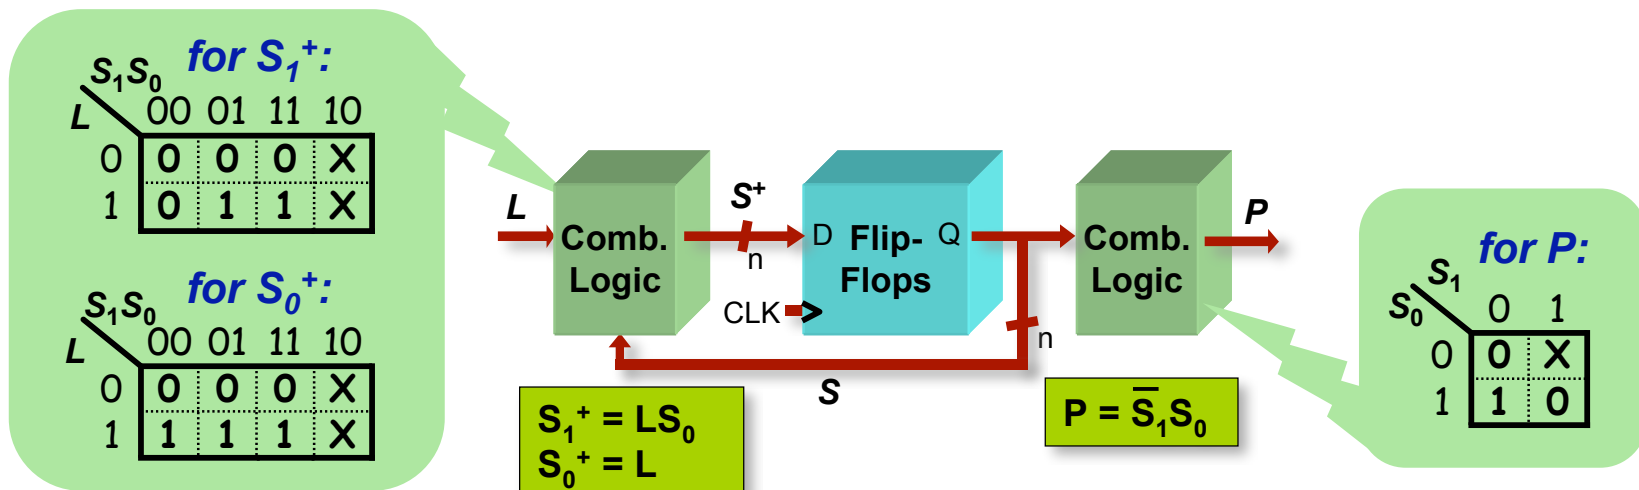 for S₁⁺:
S₁S₀
L 00 01 11 10
0 0 0 0 X
1 0 1 1 X
for S₀⁺:
S₁S₀
L 00 01 11 10
0 0 0 0 X
1 1 1 1 X
L
Comb.
Logic
S⁺
n
D Flip- Q
Flops
CLK
Comb.
Logic
P
n
S
S₁⁺ = LS₀
S₀⁺ = L
P = S̅₁S₀
for P:
S₁
S₀ 0 1
0 0 X
1 1 0